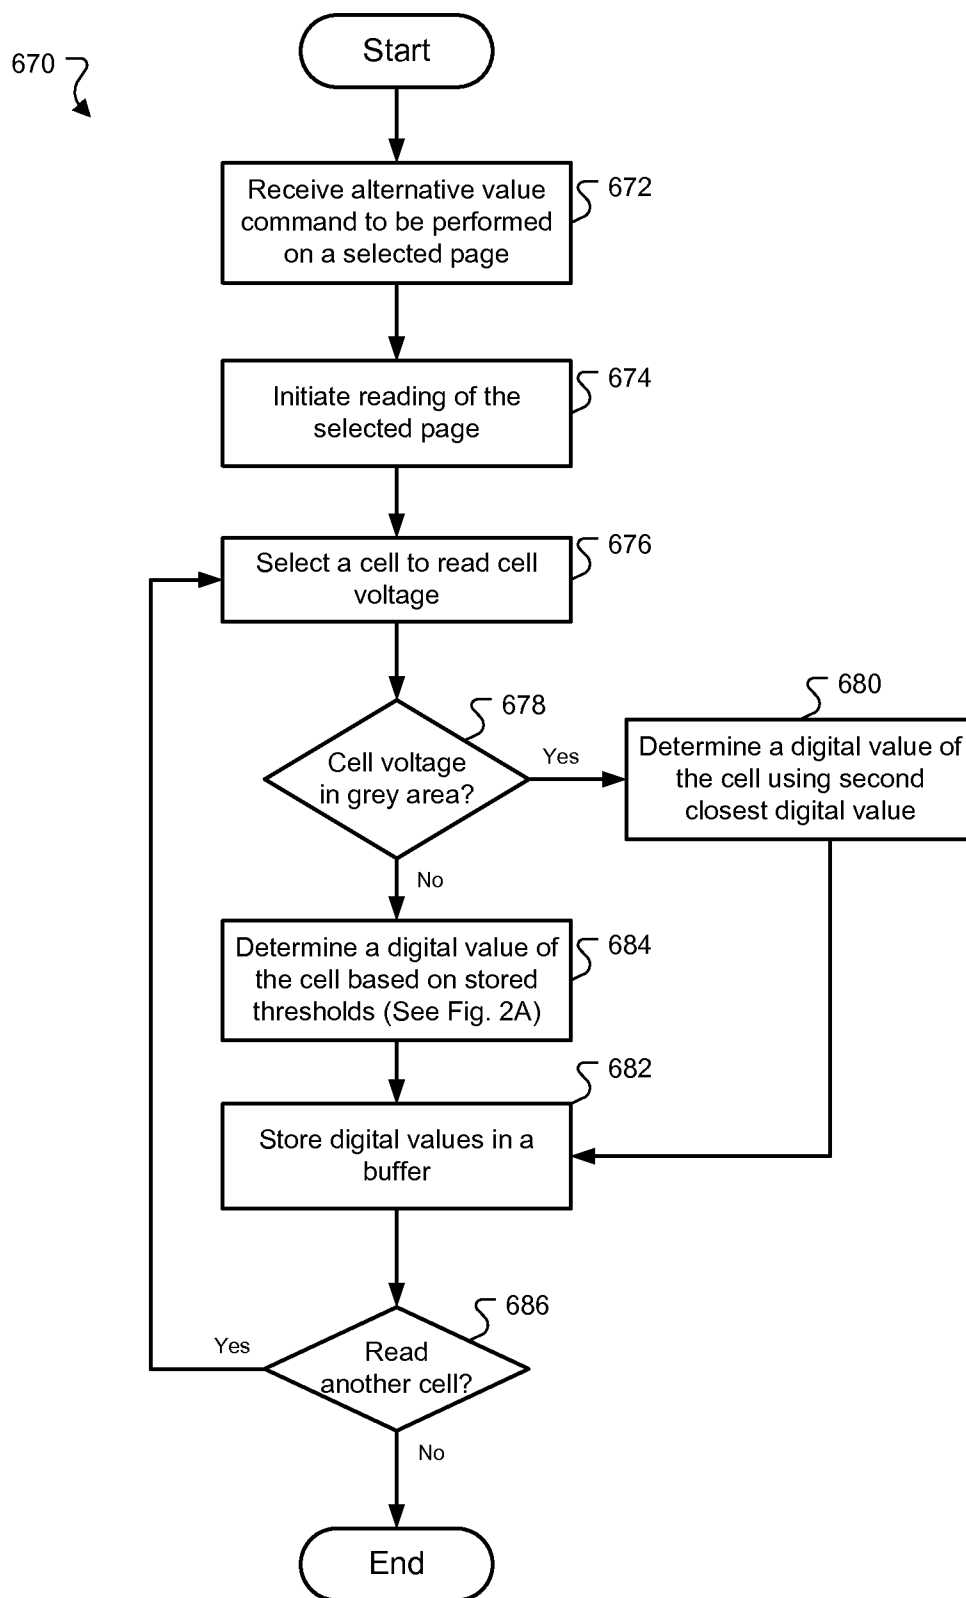 Start
670
Receive alternative value
command to be performed
on a selected page
672
Initiate reading of the
selected page
674
Select a cell to read cell
voltage
676
Cell voltage
in grey area?
678
Yes
Determine a digital value of
the cell using second
closest digital value
680
No
Determine a digital value of
the cell based on stored
thresholds (See Fig. 2A)
684
Store digital values in a
buffer
682
Read
another cell?
686
Yes
No
End